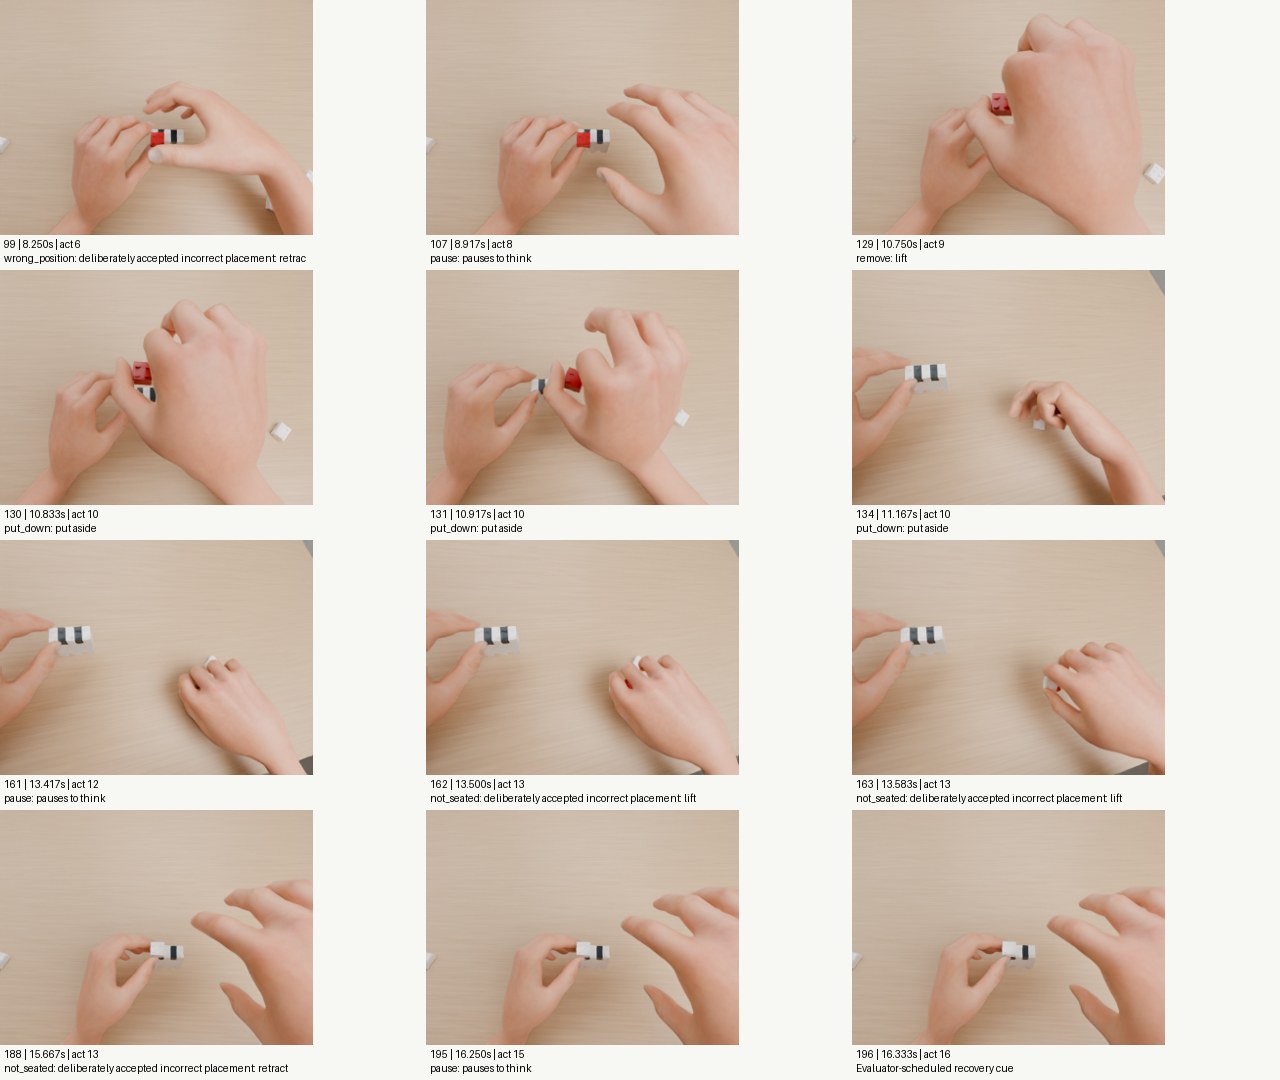 99 | 8.250s | act 6
wrong_position: deliberately accepted incorrect placement: retrac
107 | 8.917s | act 8
pause: pauses to think
129 | 10.750s | act 9
remove: lift
130 | 10.833s | act 10
put_down: put aside
131 | 10.917s | act 10
put_down: put aside
134 | 11.167s | act 10
put_down: put aside
161 | 13.417s | act 12
pause: pauses to think
162 | 13.500s | act 13
not_seated: deliberately accepted incorrect placement: lift
163 | 13.583s | act 13
not_seated: deliberately accepted incorrect placement: lift
188 | 15.667s | act 13
not_seated: deliberately accepted incorrect placement: retract
195 | 16.250s | act 15
pause: pauses to think
196 | 16.333s | act 16
Evaluator-scheduled recovery cue